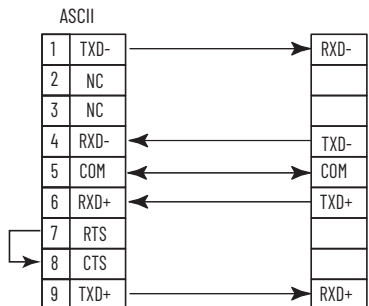 ASCII
1 TXD- RXD-
2 NC
3 NC
4 RXD- TXD-
5 COM COM
6 RXD+ TXD+
7 RTS
8 CTS
9 TXD+ RXD+